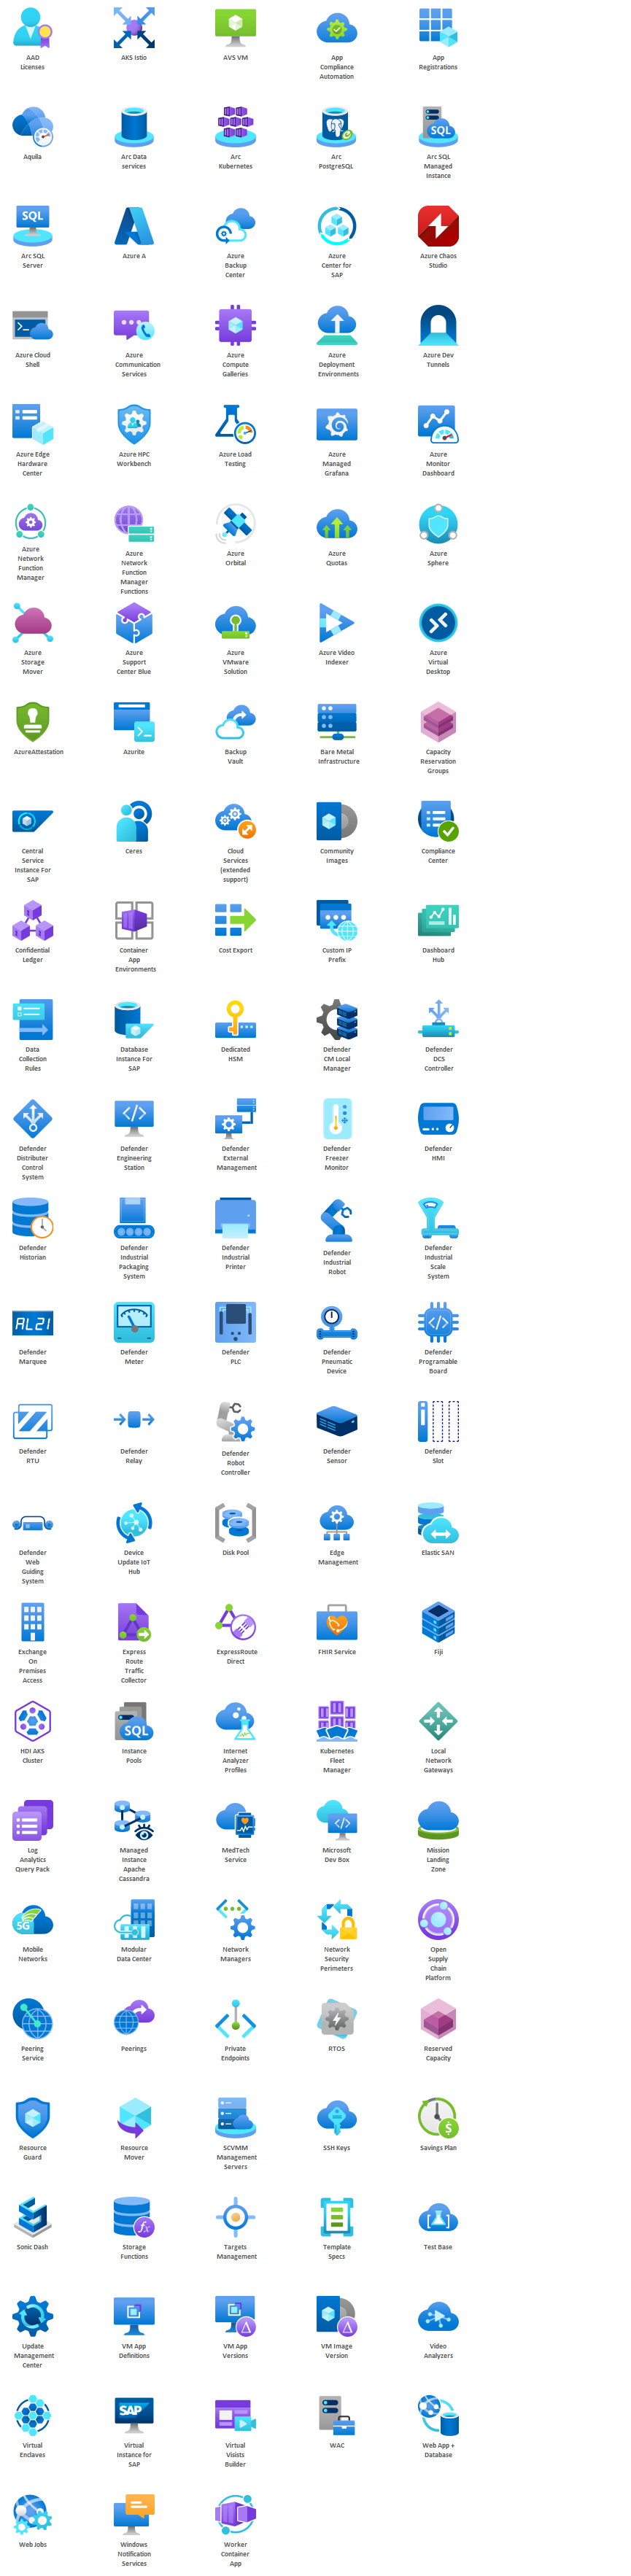 AAD
Licenses
AKS Istio
AVS VM
App
Compliance
Automation
App
Registrations
Aquila
Arc Data
services
Arc
Kubernetes
Arc
PostgreSQL
SQL
Arc SQL
Managed
Instance
SQL
Arc SQL
Server
Azure A
Azure
Backup
Center
Azure
Center for
SAP
Azure Chaos
Studio
Azure Cloud
Shell
Azure
Communication
Services
Azure
Compute
Galleries
Azure
Deployment
Environments
Azure Dev
Tunnels
Azure Edge
Hardware
Center
Azure HPC
Workbench
Azure Load
Testing
Azure
Managed
Grafana
Azure
Monitor
Dashboard
Azure
Network
Function
Manager
Azure
Network
Function
Manager
Functions
Azure
Orbital
Azure
Quotas
Azure
Sphere
Azure
Storage
Mover
Azure
Support
Center Blue
Azure
VMware
Solution
Azure Video
Indexer
Azure
Virtual
Desktop
AzureAttestation
Azurite
Backup
Vault
Bare Metal
Infrastructure
Capacity
Reservation
Groups
Central
Service
Instance For
SAP
Ceres
Cloud
Services
(extended
support)
Community
Images
Compliance
Center
Confidential
Ledger
Container
App
Environments
Cost Export
Custom IP
Prefix
Dashboard
Hub
Data
Collection
Rules
Database
Instance For
SAP
Dedicated
HSM
Defender
CM Local
Manager
Defender
DCS
Controller
Defender
Distributer
Control
System
Defender
Engineering
Station
Defender
External
Management
Defender
Freezer
Monitor
Defender
HMI
Defender
Historian
Defender
Industrial
Packaging
System
Defender
Industrial
Printer
Defender
Industrial
Robot
Defender
Industrial
Scale
System
AL21
Defender
Marquee
Defender
Meter
Defender
PLC
Defender
Pneumatic
Device
Defender
Programable
Board
Defender
RTU
Defender
Relay
Defender
Robot
Controller
Defender
Sensor
Defender
Slot
Defender
Web
Guiding
System
Device
Update IoT
Hub
Disk Pool
Edge
Management
Elastic SAN
Exchange
On
Premises
Access
Express
Route
Traffic
Collector
ExpressRoute
Direct
FHIR Service
Fiji
HDI AKS
Cluster
SQL
Instance
Pools
Internet
Analyzer
Profiles
Kubernetes
Fleet
Manager
Local
Network
Gateways
Log
Analytics
Query Pack
Managed
Instance
Apache
Cassandra
MedTech
Service
Microsoft
Dev Box
Mission
Landing
Zone
5G
Mobile
Networks
Modular
Data Center
Network
Managers
Network
Security
Perimeters
Open
Supply
Chain
Platform
Peering
Service
Peerings
Private
Endpoints
RTOS
Reserved
Capacity
Resource
Guard
Resource
Mover
SCVMM
Management
Servers
SSH Keys
$
Savings Plan
Sonic Dash
fx
Storage
Functions
Targets
Management
Template
Specs
Test Base
Update
Management
Center
VM App
Definitions
Δ
VM App
Versions
Δ
VM Image
Version
Video
Analyzers
Virtual
Enclaves
SAP
Virtual
Instance for
SAP
Virtual
Visists
Builder
WAC
Web App +
Database
Web Jobs
Windows
Notification
Services
Worker
Container
App